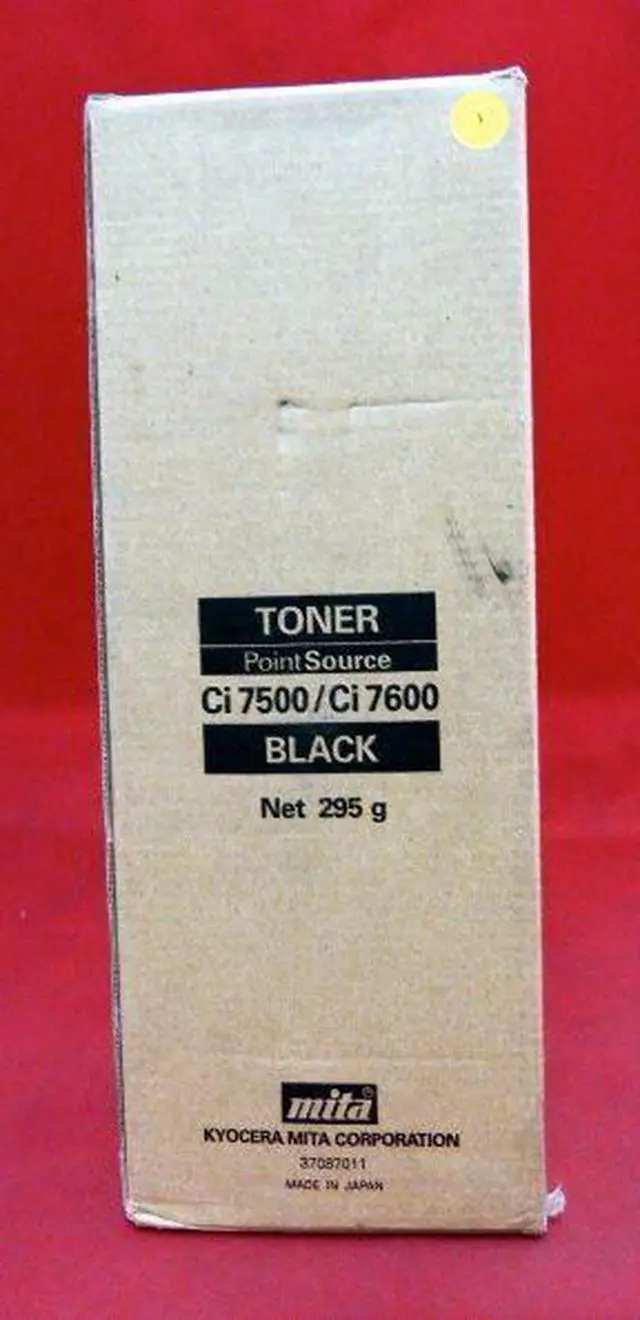 TONER
PointSource
Ci 7500/Ci 7600
BLACK
Net 295 g
mita®
KYOCERA MITA CORPORATION
37087011
MADE IN JAPAN